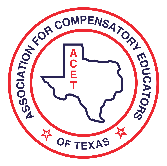 ASSOCIATION FOR COMPENSATORY EDUCATORS
OF TEXAS
ACET